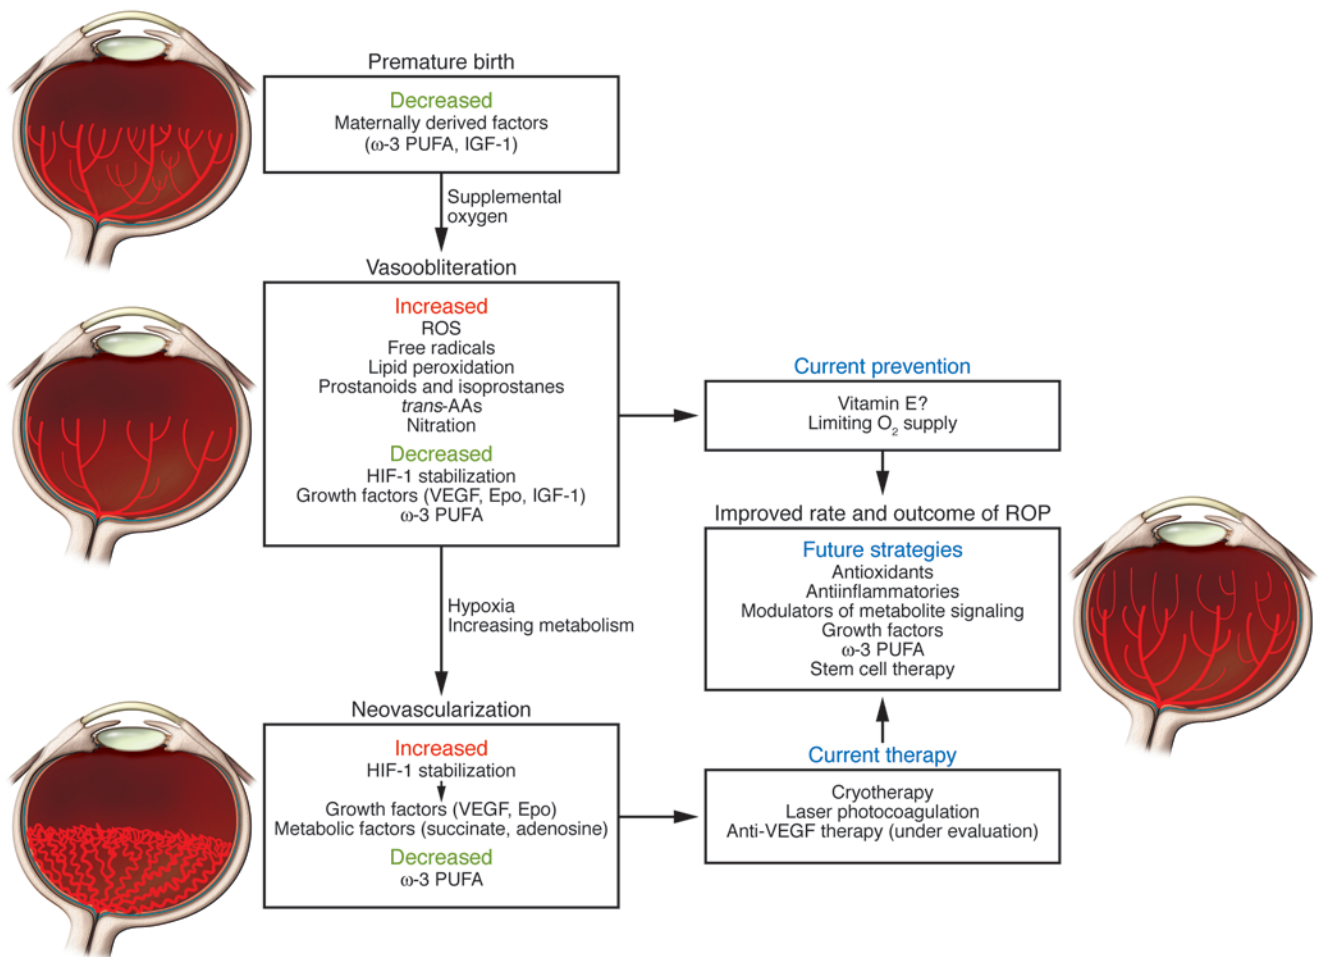 Premature birth
Decreased
Maternally derived factors
(ω-3 PUFA, IGF-1)
Supplemental
oxygen
Vasoobliteration
Increased
ROS
Free radicals
Lipid peroxidation
Prostanoids and isoprostanes
trans-AAs
Nitration
Decreased
HIF-1 stabilization
Growth factors (VEGF, Epo, IGF-1)
ω-3 PUFA
Hypoxia
Increasing metabolism
Neovascularization
Increased
HIF-1 stabilization
Growth factors (VEGF, Epo)
Metabolic factors (succinate, adenosine)
Decreased
ω-3 PUFA
Current prevention
Vitamin E?
Limiting O₂ supply
Improved rate and outcome of ROP
Future strategies
Antioxidants
Antiinflammatories
Modulators of metabolite signaling
Growth factors
ω-3 PUFA
Stem cell therapy
Current therapy
Cryotherapy
Laser photocoagulation
Anti-VEGF therapy (under evaluation)